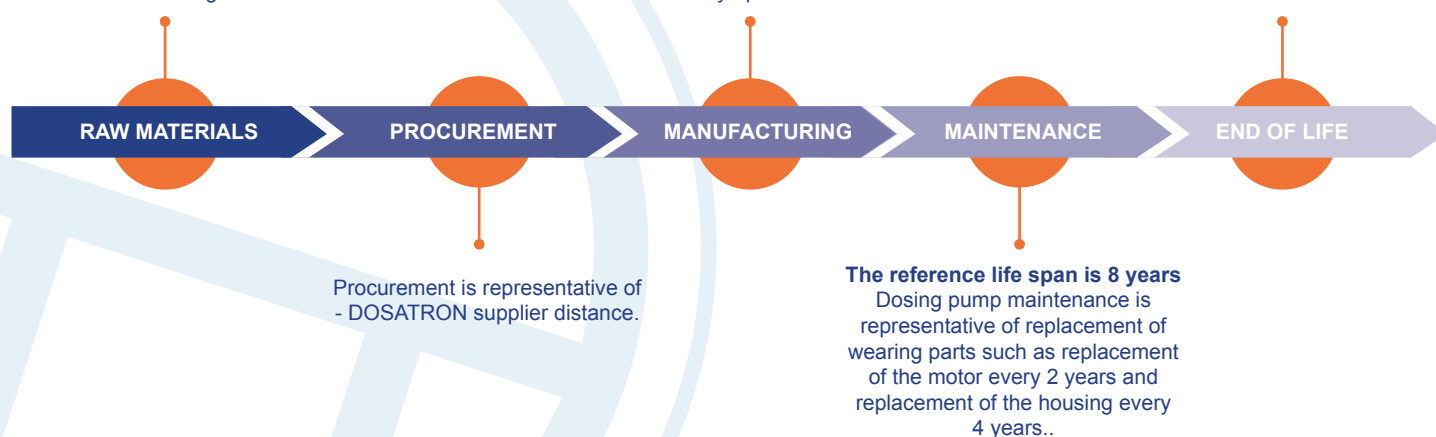 RAW MATERIALS
PROCUREMENT
MANUFACTURING
MAINTENANCE
END OF LIFE
Procurement is representative of
- DOSATRON supplier distance.
The reference life span is 8 years
Dosing pump maintenance is
representative of replacement of
wearing parts such as replacement
of the motor every 2 years and
replacement of the housing every
4 years..